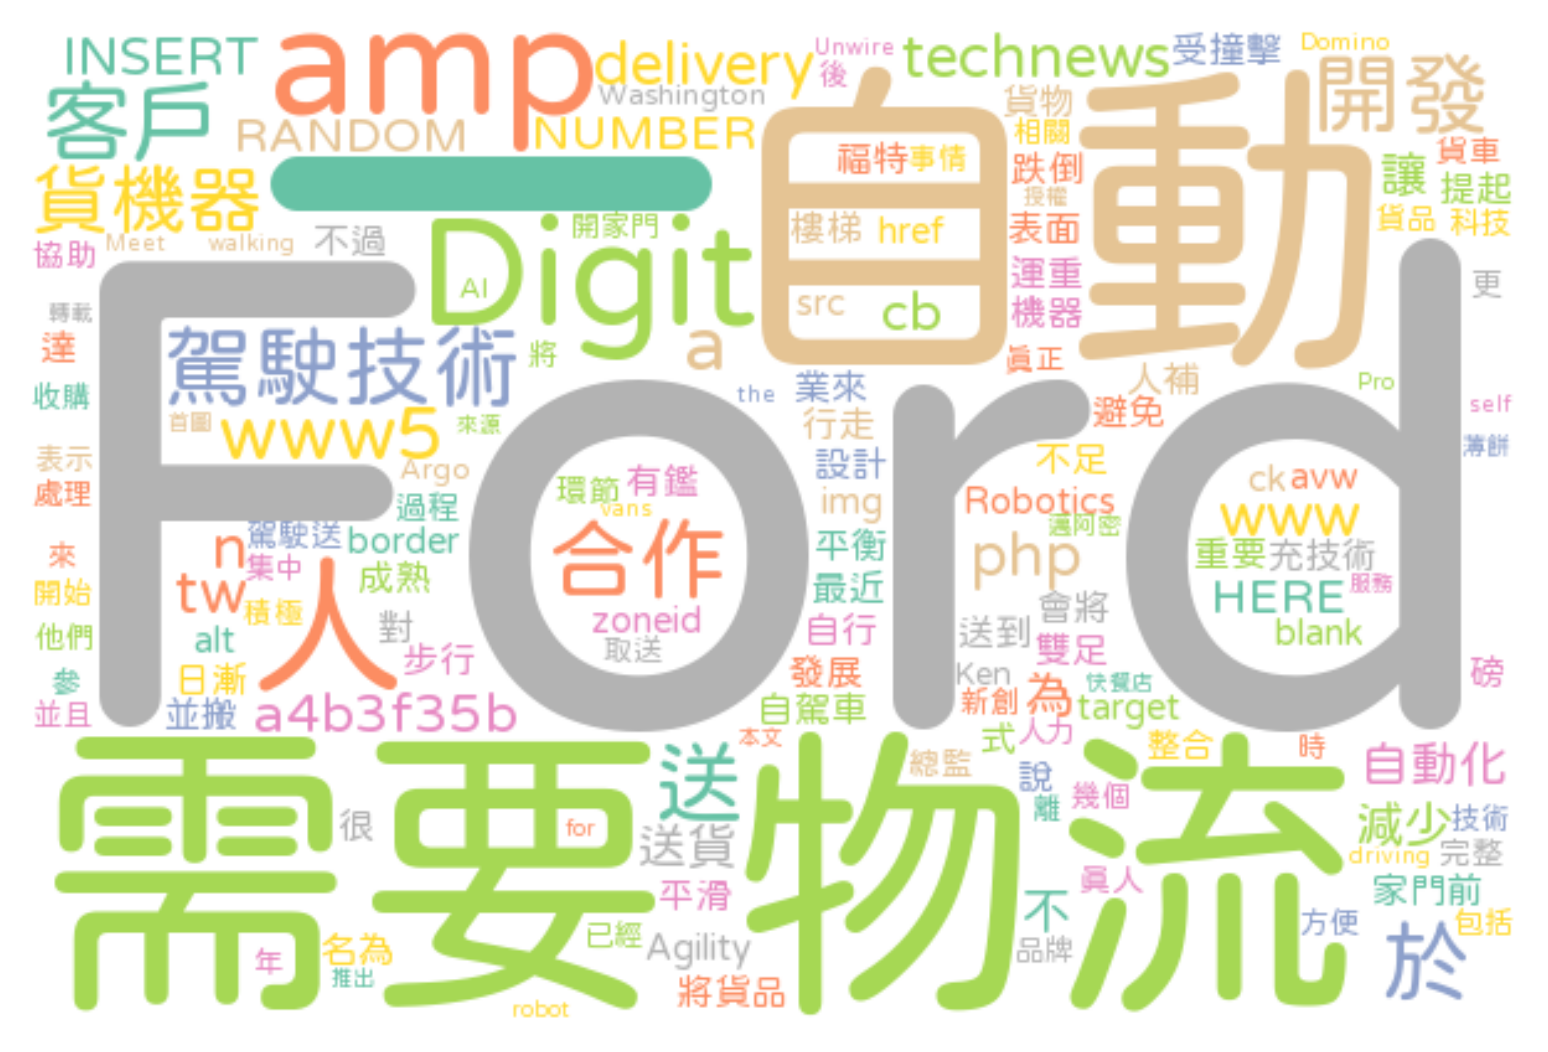 INSERT
amp
delivery
Unwire
technews
受撞擊
Domino
後
客戶
Washington
貨物
開發
RANDOM
NUMBER
自動
相關
福特
事情
跌倒
貨車
貨機器
一
授權
讓
提起
Digit
開家門
樓梯
href
表面
貨品
科技
協助
Meet
walking
不過
AI
運重
更
轉載
src
cb
機器
達
駕駛技術
將
a
真正
收購
Ford
the
業來
人補
Pro
self
首圖
www5
來源
行走
避免
薄餅
表示
Argo
設計
不足
處理
環節
有鑑
img
Robotics
ck
avw
過程
vans
邁阿密
www
n
駕駛送
border
合作
平衡
php
重要
充技術
來
集中
人
成熟
最近
開始
tw
積極
zoneid
會將
HERE
服務
他們
alt
對
取送
自行
送到
雙足
blank
參
日漸
步行
發展
Ken
快餐店
磅
並且
並搬
a4b3f35b
自駕車
新創
為
target
需要物流
送
本文
總監
式
人力
整合
時
自動化
很
for
送貨
說
離
幾個
減少
技術
driving
完整
平滑
真人
家門前
年
名為
已經
Agility
不
品牌
方便
於
包括
推出
將貨品
robot